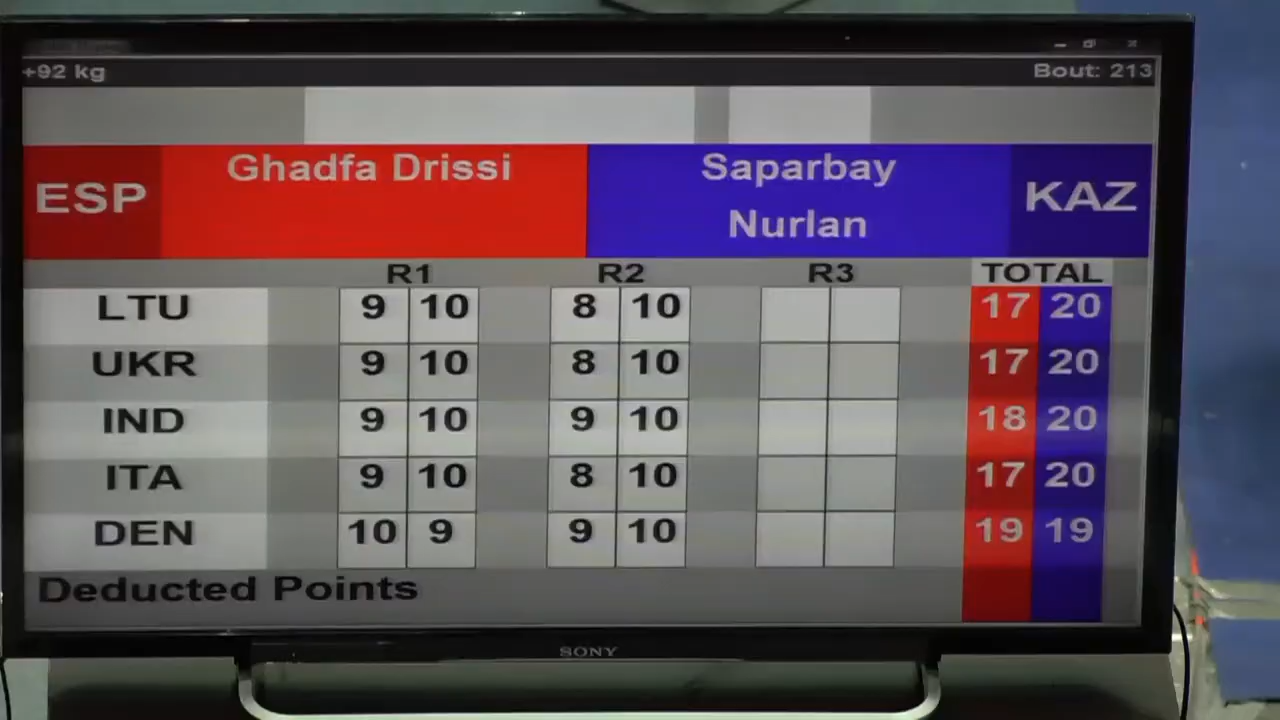 +92 kg Bout: 213
Ghadfa Drissi Saparbay
ESP KAZ
Nurlan
R1 R2 R3 TOTAL
LTU 9 10 8 10 17 20
UKR 9 10 8 10 17 20
IND 9 10 9 10 18 20
ITA 9 10 8 10 17 20
DEN 10 9 9 10 19 19
Deducted Points
SONY